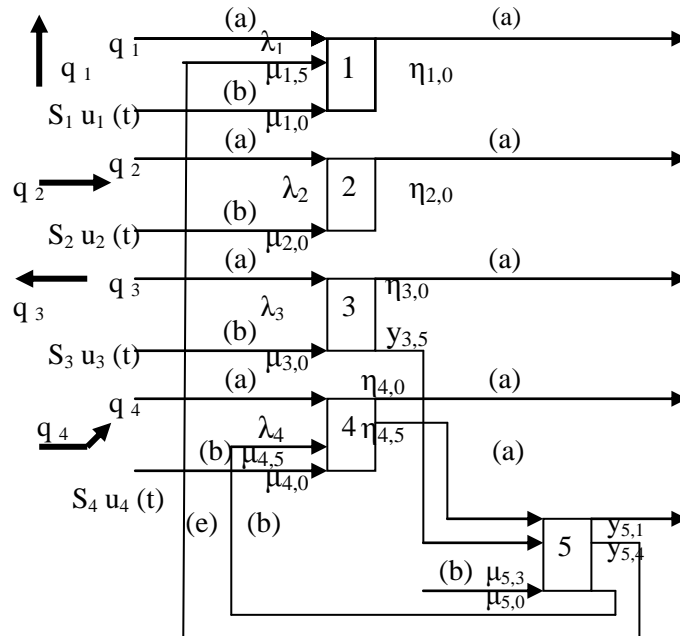 (a) (a)
q 1 λ1 1
q 1 μ1,5 η1,0
(b)
S1 u1 (t) μ1,0
(a) (a)
q2
q 2 λ2 2 η2,0
(b)
S2 u2 (t) μ2,0
(a) (a)
q 3 η3,0
q 3 λ3 3
(b) y3,5
S3 u3 (t) μ3,0
(a) η4,0 (a)
q 4
q 4 λ4 4 η4,5
(b) μ4,5 (a)
μ4,0
S4 u4 (t)
(e) (b) y5,1
5 y5,4
(b) μ5,3
μ5,0